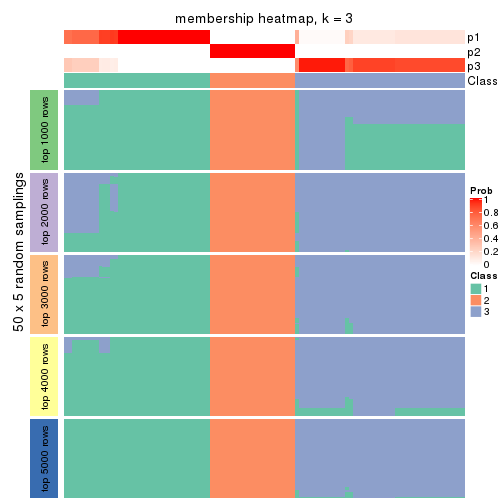 membership heatmap, k = 3
p1
p2
p3
Class
50 x 5 random samplings
top 1000 rows
top 2000 rows
top 3000 rows
top 4000 rows
top 5000 rows
Prob
1
0.8
0.6
0.4
0.2
0
Class
1
2
3